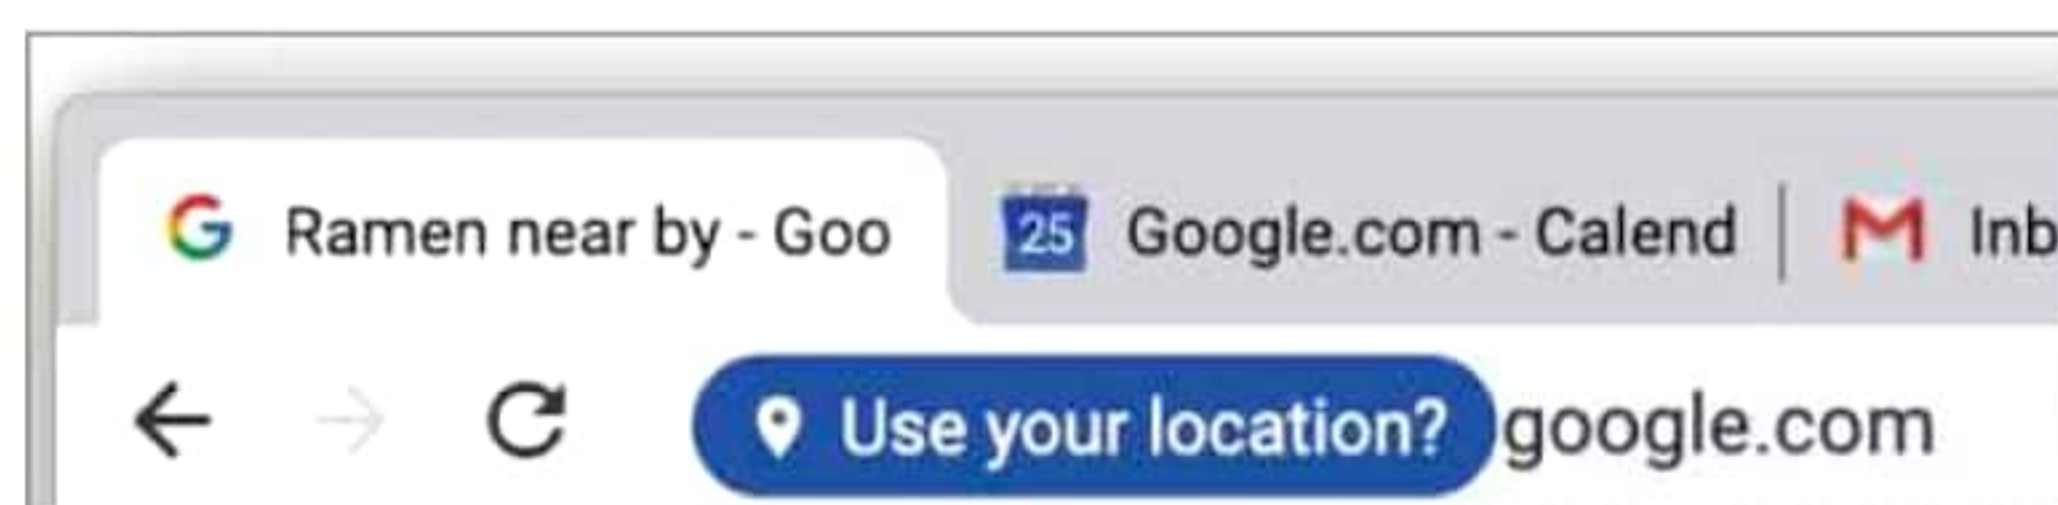 Ramen near by - Goo 25 Google.com - Calend Inb
Use your location? google.com